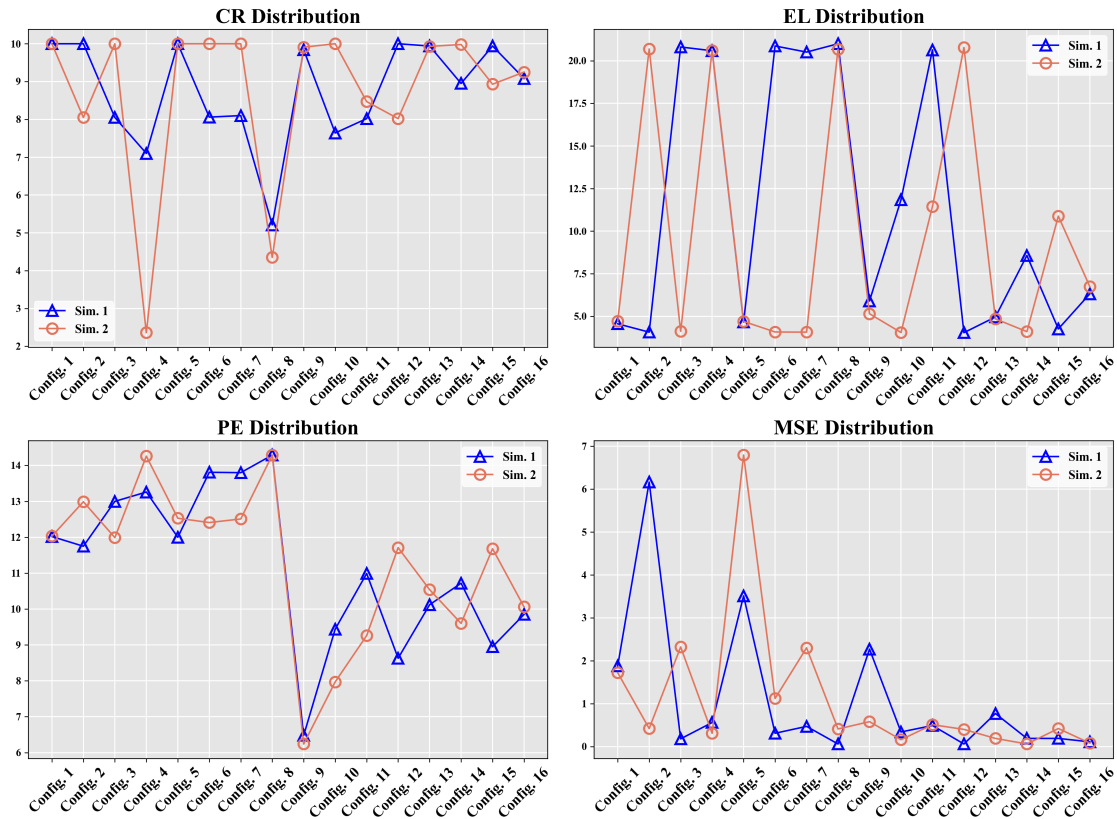 CR Distribution
10
9
8
7
6
5
4
3
2
Sim. 1
Sim. 2
Config. 1
Config. 2
Config. 3
Config. 4
Config. 5
Config. 6
Config. 7
Config. 8
Config. 9
Config. 10
Config. 11
Config. 12
Config. 13
Config. 14
Config. 15
Config. 16
EL Distribution
20.0
17.5
15.0
12.5
10.0
7.5
5.0
Sim. 1
Sim. 2
Config. 1
Config. 2
Config. 3
Config. 4
Config. 5
Config. 6
Config. 7
Config. 8
Config. 9
Config. 10
Config. 11
Config. 12
Config. 13
Config. 14
Config. 15
Config. 16
PE Distribution
14
13
12
11
10
9
8
7
6
Sim. 1
Sim. 2
Config. 1
Config. 2
Config. 3
Config. 4
Config. 5
Config. 6
Config. 7
Config. 8
Config. 9
Config. 10
Config. 11
Config. 12
Config. 13
Config. 14
Config. 15
Config. 16
MSE Distribution
7
6
5
4
3
2
1
0
Sim. 1
Sim. 2
Config. 1
Config. 2
Config. 3
Config. 4
Config. 5
Config. 6
Config. 7
Config. 8
Config. 9
Config. 10
Config. 11
Config. 12
Config. 13
Config. 14
Config. 15
Config. 16